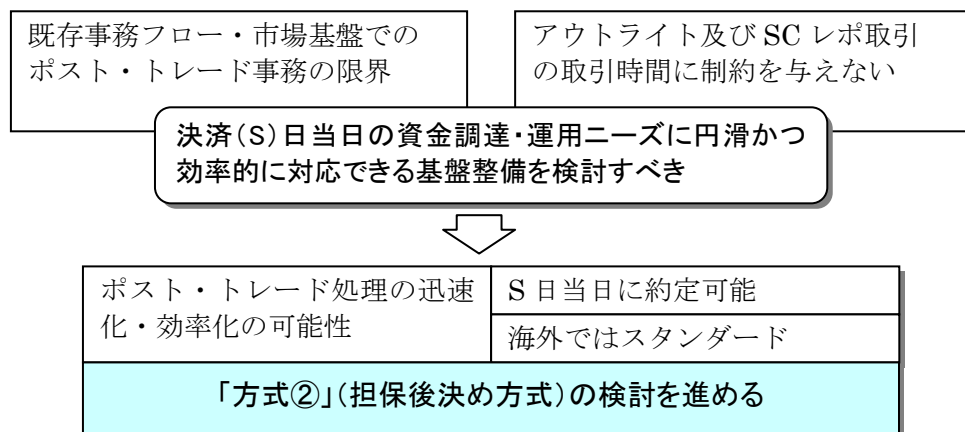 既存事務フロー・市場基盤での
ポスト・トレード事務の限界
アウトライト及び SC レポ取引
の取引時間に制約を与えない
決済(S)日当日の資金調達・運用ニーズに円滑かつ
効率的に対応できる基盤整備を検討すべき
ポスト・トレード処理の迅速
化・効率化の可能性
S 日当日に約定可能
海外ではスタンダード
「方式②」(担保後決め方式)の検討を進める